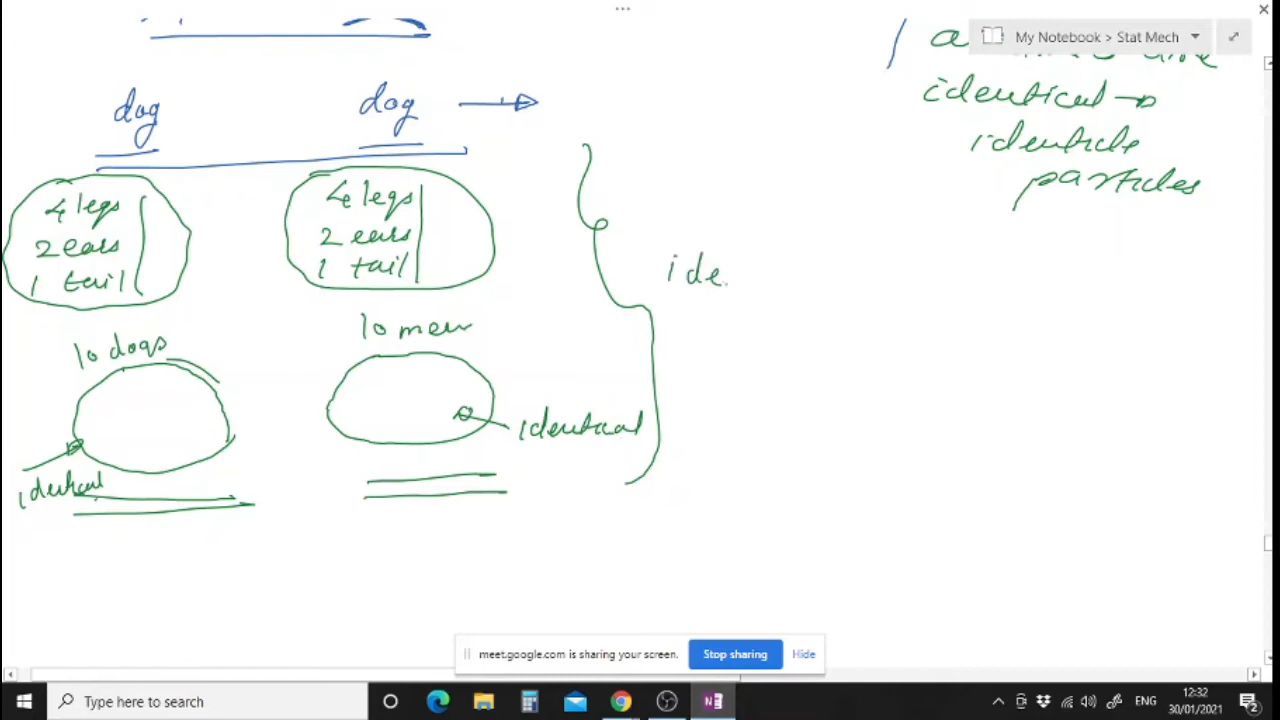 My Notebook > Stat Mech
identical →
identicle
particles
dog dog
4 legs
2 ears
1 tail
4 legs
2 ears
1 tail
10 dogs
10 men
identical
identical
ide
meet.google.com is sharing your screen.
Stop sharing
Hide
Type here to search
ENG
12:32
30/01/2021
2